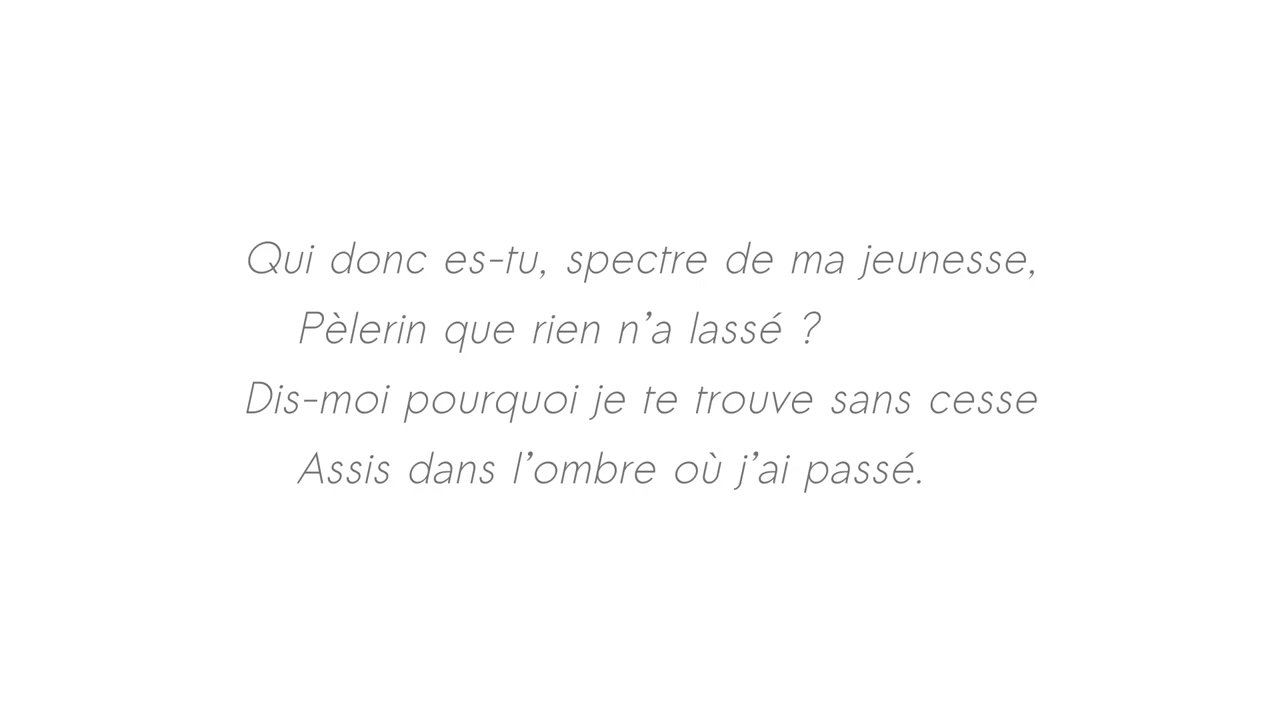 Qui donc es-tu, spectre de ma jeunesse,
Pèlerin que rien n’a lassé ?
Dis-moi pourquoi je te trouve sans cesse
Assis dans l’ombre où j’ai passé.